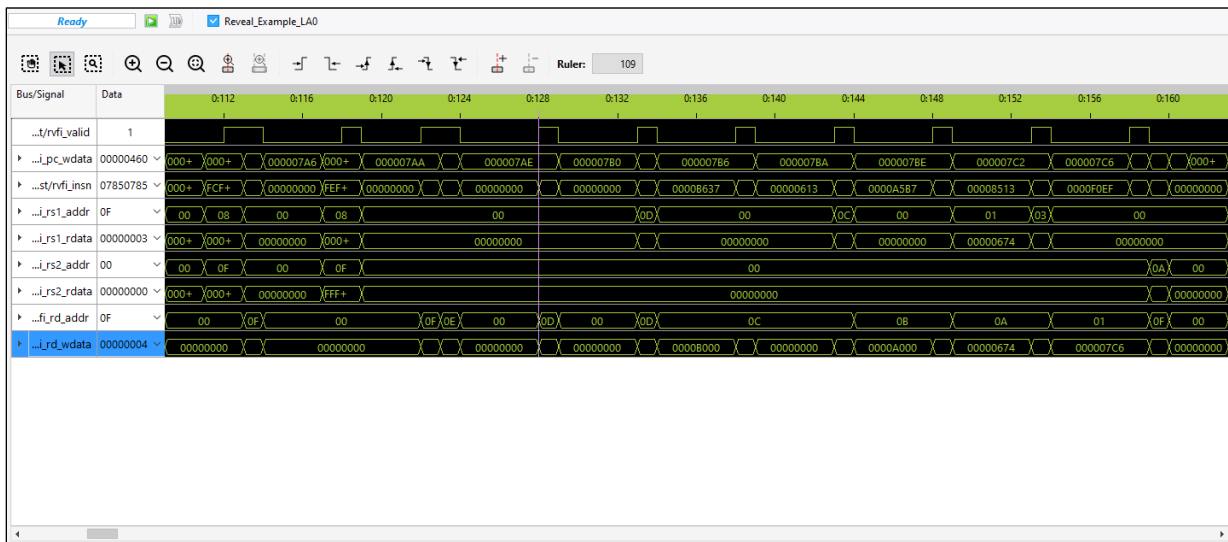 Ready Reveal_Example_LA0
Ruler: 109
Bus/Signal Data 0:112 0:116 0:120 0:124 0:128 0:132 0:136 0:140 0:144 0:148 0:152 0:156 0:160
...t/rvfi_valid 1
...i_pc_wdata 00000460 000+ 000+ 000007A6 000+ 000007AA 000007AE 000007B0 000007B6 000007BA 000007BE 000007C2 000007C6 000+
...st/rvfi_insn 07850785 000+ FCF+ 00000000 FEF+ 00000000 00000000 00000000 0000B637 00000613 0000A5B7 00008513 0000F0EF 00000000
...i_rs1_addr 0F 00 08 00 08 00 0D 00 0C 00 01 03 00
...i_rs1_rdata 00000003 000+ 000+ 00000000 000+ 00000000 00000000 00000000 00000674 00000000
...i_rs2_addr 00 00 0F 00 0F 00 0A 00
...i_rs2_rdata 00000000 000+ 000+ 00000000 FFF+ 00000000 00000000
...fi_rd_addr 0F 00 0F 00 0F 0E 00 0D 00 0D 0C 0B 0A 01 0F 00
...i_rd_wdata 00000004 00000000 00000000 00000000 00000000 0000B000 00000000 0000A000 00000674 000007C6 00000000